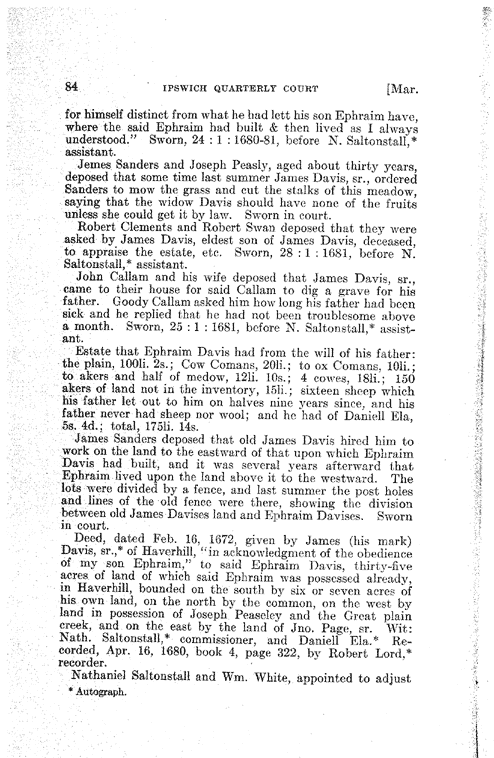 84 IPSWICH QUARTERLY COURT [Mar.
for himself distinct from what he had lett his son Ephraim have,
where the said Ephraim had built & then lived as I always
understood." Sworn, 24 : 1 : 1680-81, before N. Saltonstall,*
assistant.
Jemes Sanders and Joseph Peasly, aged about thirty years,
deposed that some time last summer James Davis, sr., ordered
Sanders to mow the grass and cut the stalks of this meadow,
saying that the widow Davis should have none of the fruits
unless she could get it by law. Sworn in court.
Robert Clements and Robert Swan deposed that they were
asked by James Davis, eldest son of James Davis, deceased,
to appraise the estate, etc. Sworn, 28 : 1 : 1681, before N.
Saltonstall,* assistant.
John Callam and his wife deposed that James Davis, sr.,
came to their house for said Callam to dig a grave for his
father. Goody Callam asked him how long his father had been
sick and he replied that he had not been troublesome above
a month. Sworn, 25 : 1 : 1681, before N. Saltonstall,* assist-
ant.
Estate that Ephraim Davis had from the will of his father:
the plain, 100li. 2s.; Cow Comans, 20li.; to ox Comans, 10li.;
to akers and half of medow, 12li. 10s.; 4 cowes, 18li.; 150
akers of land not in the inventory, 15li.; sixteen sheep which
his father let out to him on halves nine years since, and his
father never had sheep nor wool; and he had of Daniell Ela,
5s. 4d.; total, 175li. 14s.
James Sanders deposed that old James Davis hired him to
work on the land to the eastward of that upon which Ephraim
Davis had built, and it was several years afterward that
Ephraim lived upon the land above it to the westward. The
lots were divided by a fence, and last summer the post holes
and lines of the old fence were there, showing the division
between old James Davises land and Ephraim Davises. Sworn
in court.
Deed, dated Feb. 16, 1672, given by James (his mark)
Davis, sr.,* of Haverhill, "in acknowledgment of the obedience
of my son Ephraim," to said Ephraim Davis, thirty-five
acres of land of which said Ephraim was possessed already,
in Haverhill, bounded on the south by six or seven acres of
his own land, on the north by the common, on the west by
land in possession of Joseph Peaseley and the Great plain
creek, and on the east by the land of Jno. Page, sr. Wit:
Nath. Saltonstall,* commissioner, and Daniell Ela.* Re-
corded, Apr. 16, 1680, book 4, page 322, by Robert Lord,*
recorder.
Nathaniel Saltonstall and Wm. White, appointed to adjust
* Autograph.